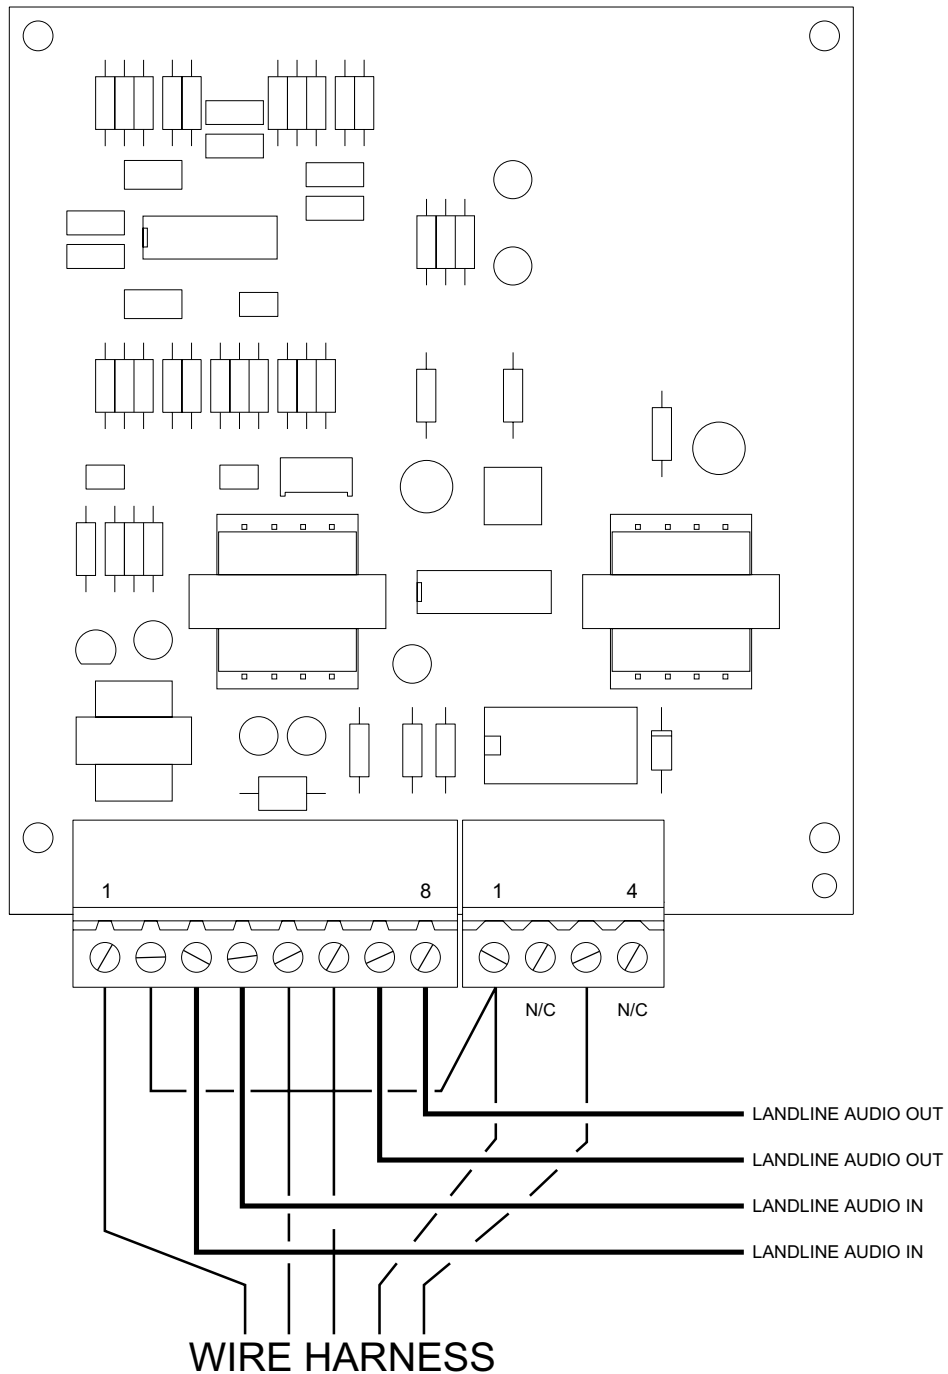 1 8 1 4
N/C N/C
LANDLINE AUDIO OUT
LANDLINE AUDIO OUT
LANDLINE AUDIO IN
LANDLINE AUDIO IN
WIRE HARNESS